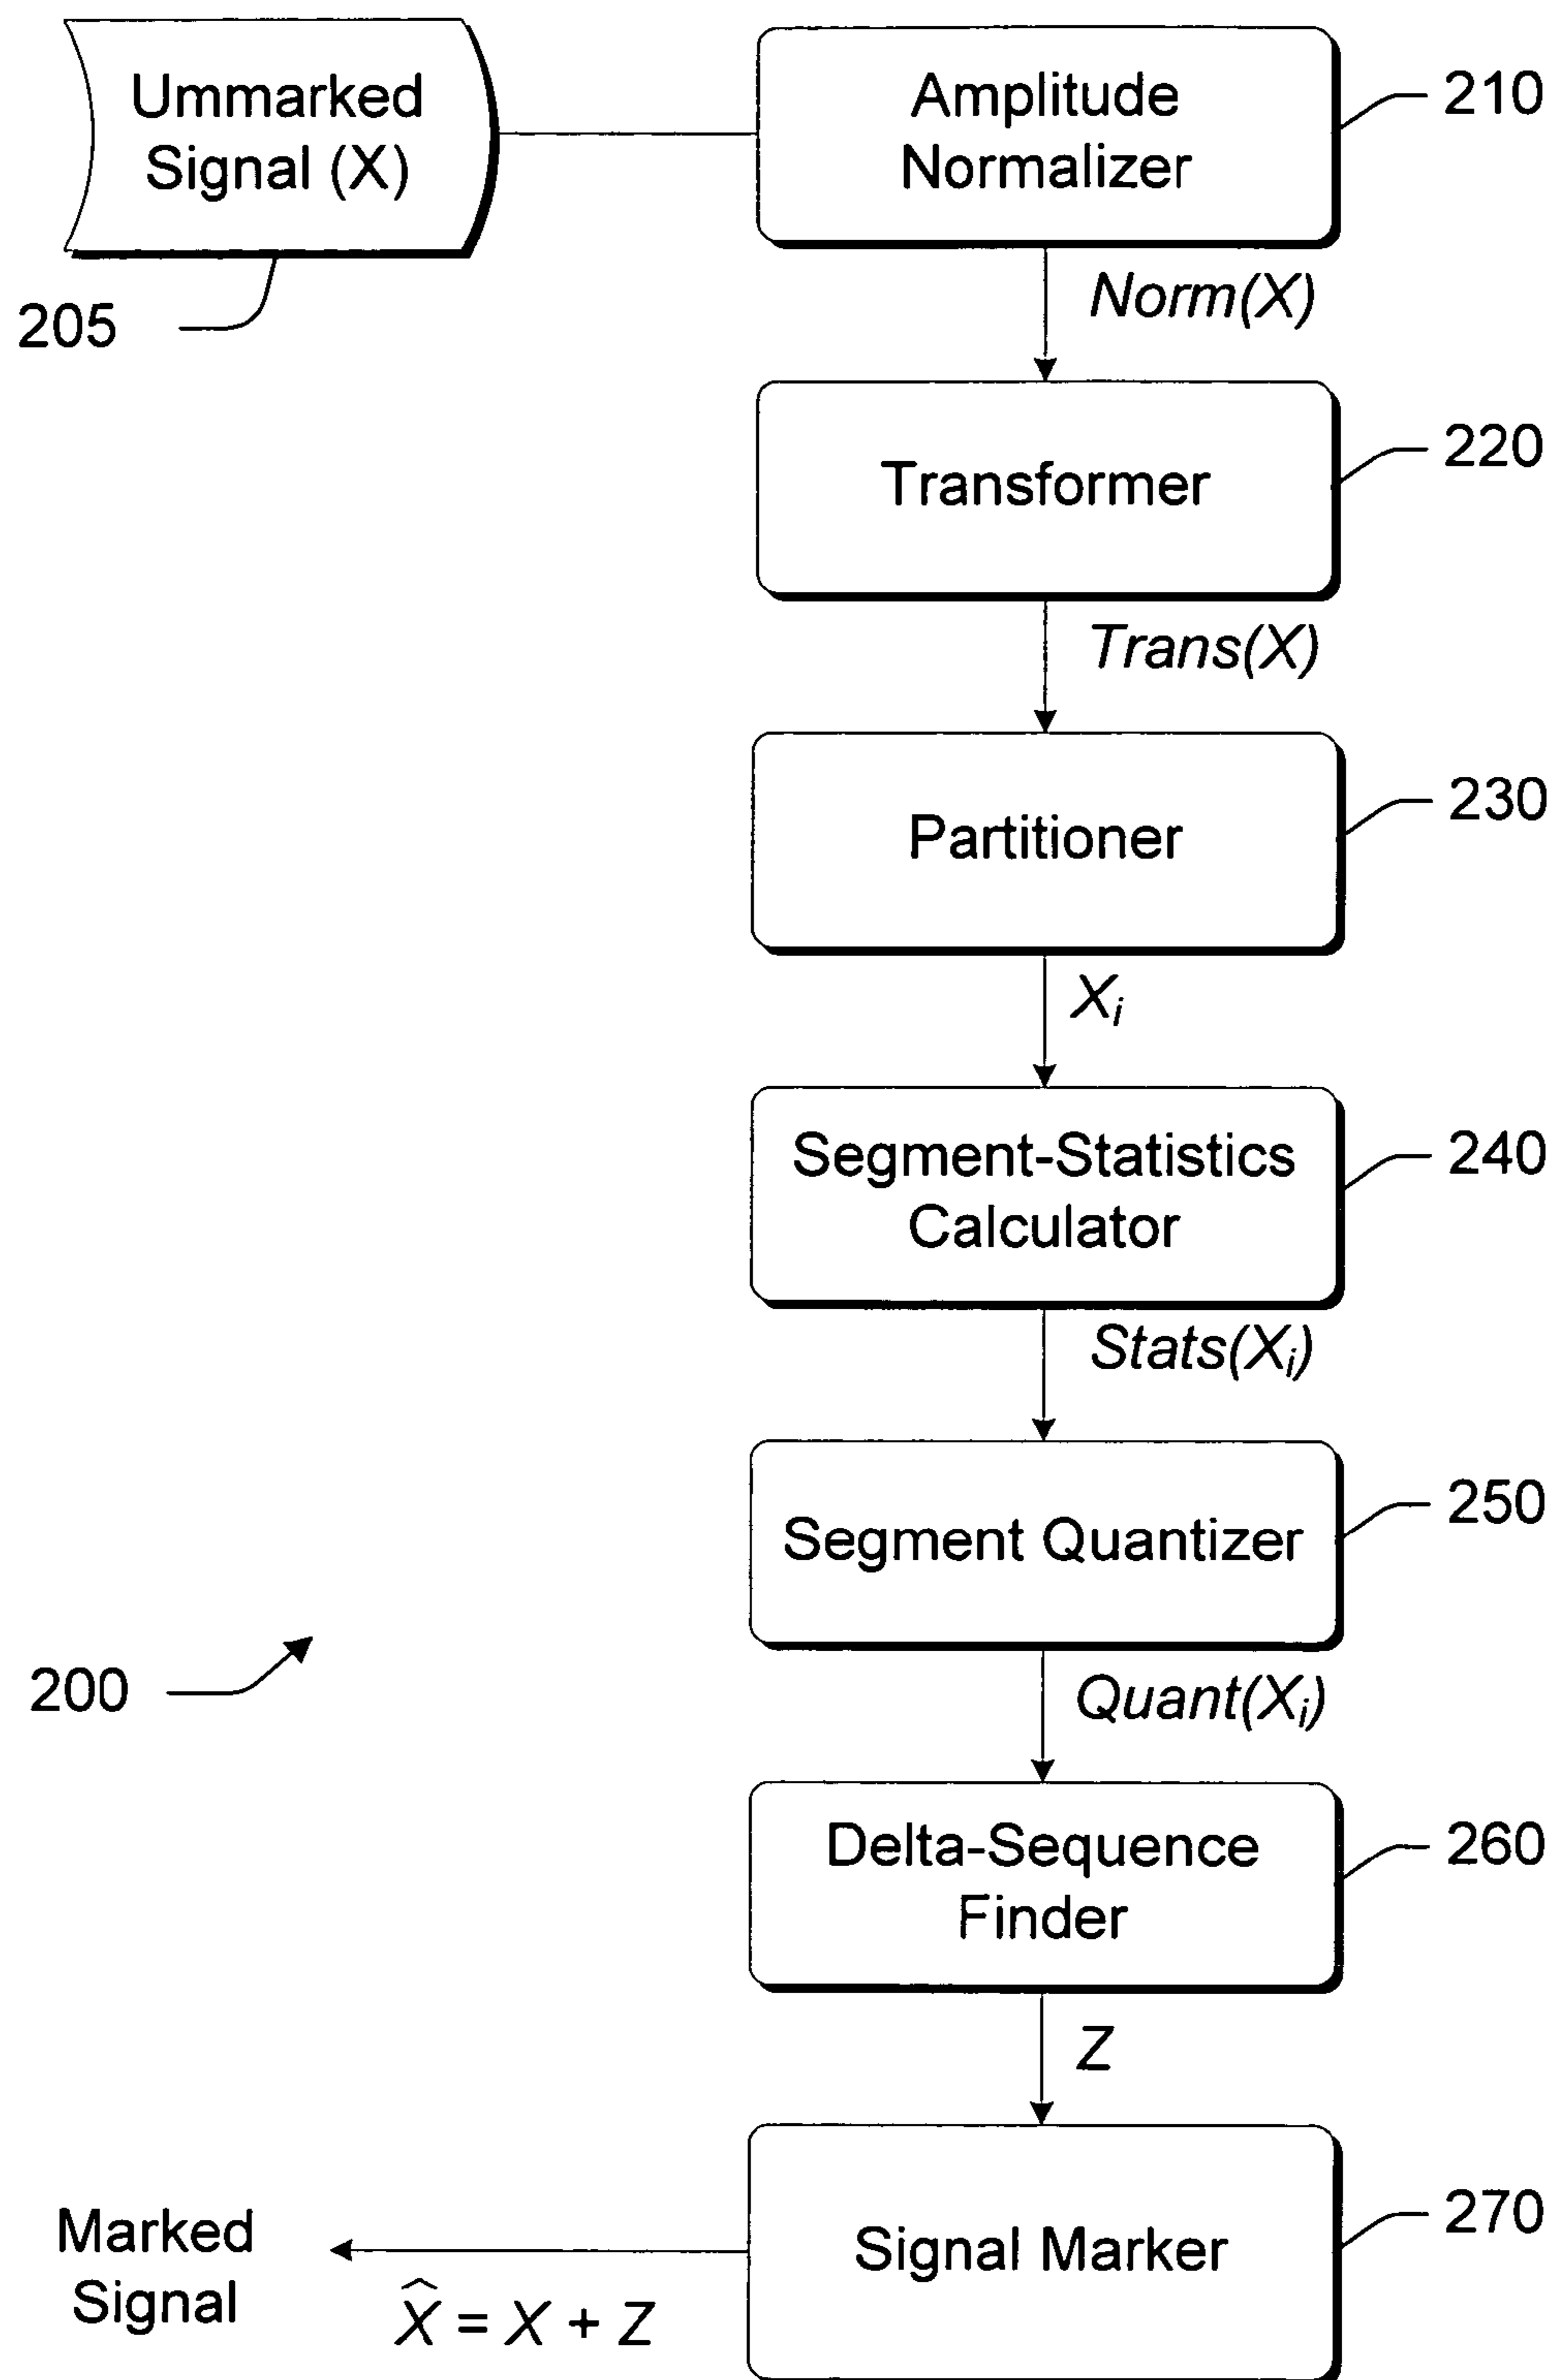 Ummarked
Signal (X)
205
Amplitude
Normalizer
210
Norm(X)
Transformer
220
Trans(X)
Partitioner
230
Xi
Segment-Statistics
Calculator
240
Stats(Xi)
Segment Quantizer
250
200
Quant(Xi)
Delta-Sequence
Finder
260
Z
Signal Marker
270
Marked
Signal
X̂ = X + Z